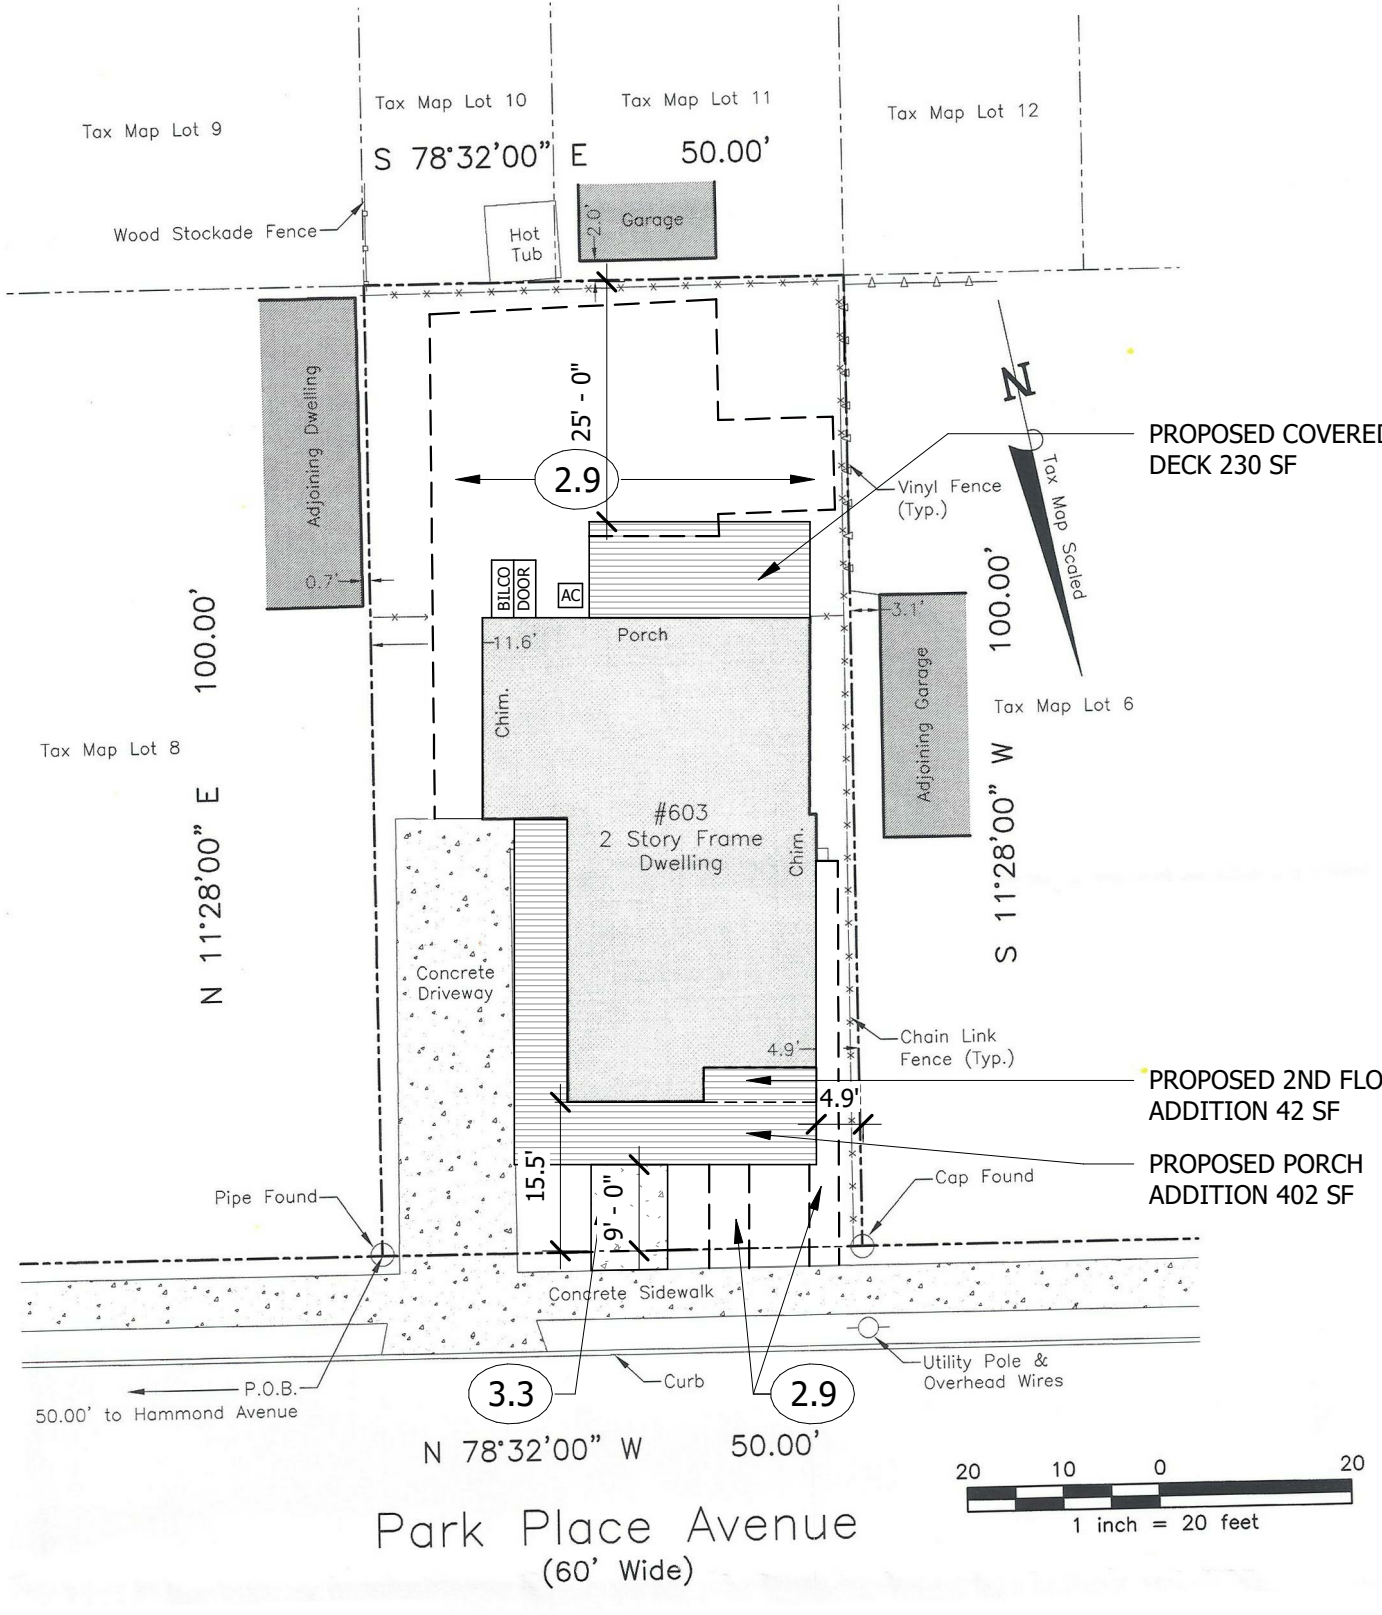 Tax Map Lot 9
Tax Map Lot 10
Tax Map Lot 11
Tax Map Lot 12
S 78°32'00" E 50.00'
Wood Stockade Fence
Hot
Tub
2.0'
Garage
Adjoining Dwelling
25' - 0"
N
PROPOSED COVERED
DECK 230 SF
2.9
Vinyl Fence
(Typ.)
Tax Map Scaled
0.7'
BILCO
DOOR
AC
3.1'
N 11°28'00" E 100.00'
S 11°28'00" W 100.00'
11.6'
Porch
Chim.
Adjoining Garage
Tax Map Lot 6
Tax Map Lot 8
#603
2 Story Frame
Dwelling
Chim.
Concrete
Driveway
4.9'
Chain Link
Fence (Typ.)
PROPOSED 2ND FLO
ADDITION 42 SF
4.9'
PROPOSED PORCH
ADDITION 402 SF
15.5'
9' - 0"
Pipe Found
Cap Found
Concrete Sidewalk
P.O.B.
50.00' to Hammond Avenue
3.3
Curb
2.9
Utility Pole &
Overhead Wires
N 78°32'00" W 50.00'
20 10 0 20
1 inch = 20 feet
Park Place Avenue
(60' Wide)